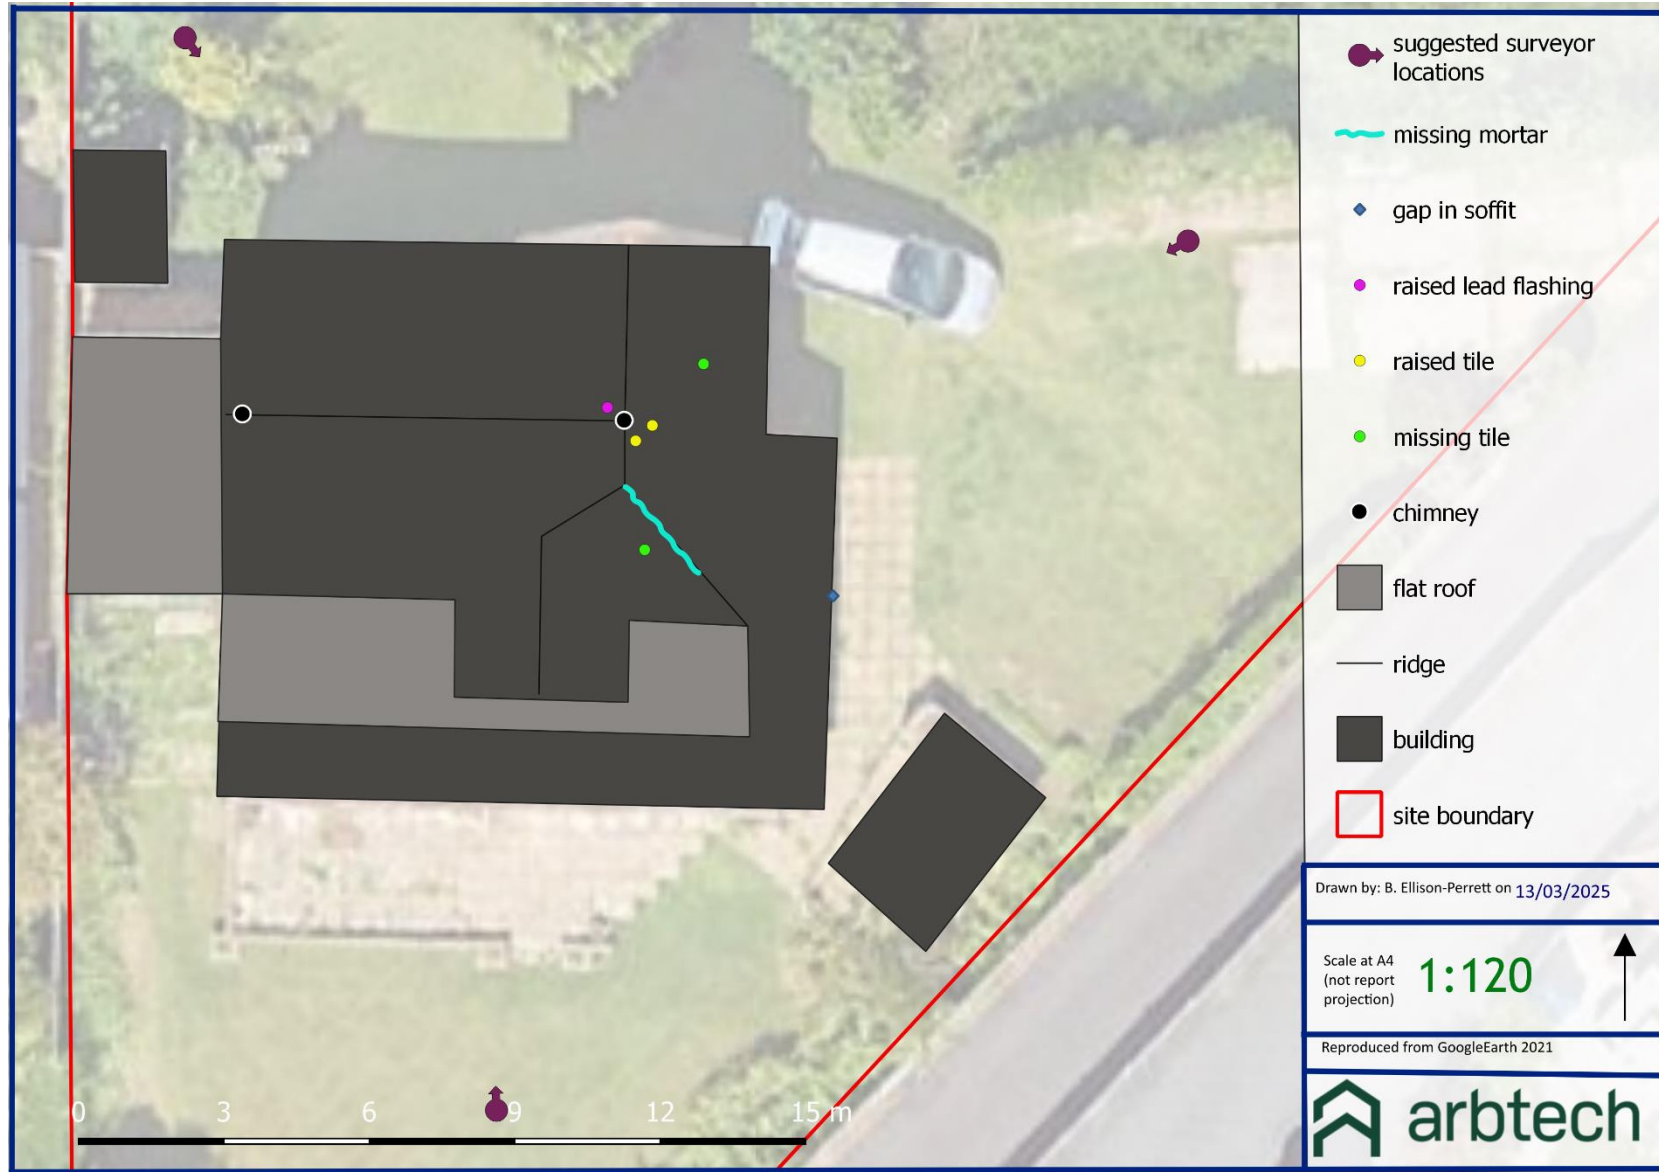 suggested surveyor
locations
missing mortar
gap in soffit
raised lead flashing
raised tile
missing tile
chimney
flat roof
ridge
building
site boundary
Drawn by: B. Ellison-Perrett on 13/03/2025
Scale at A4
(not report
projection)
1:120
Reproduced from GoogleEarth 2021
arbtech
0 3 6 9 12 15 m